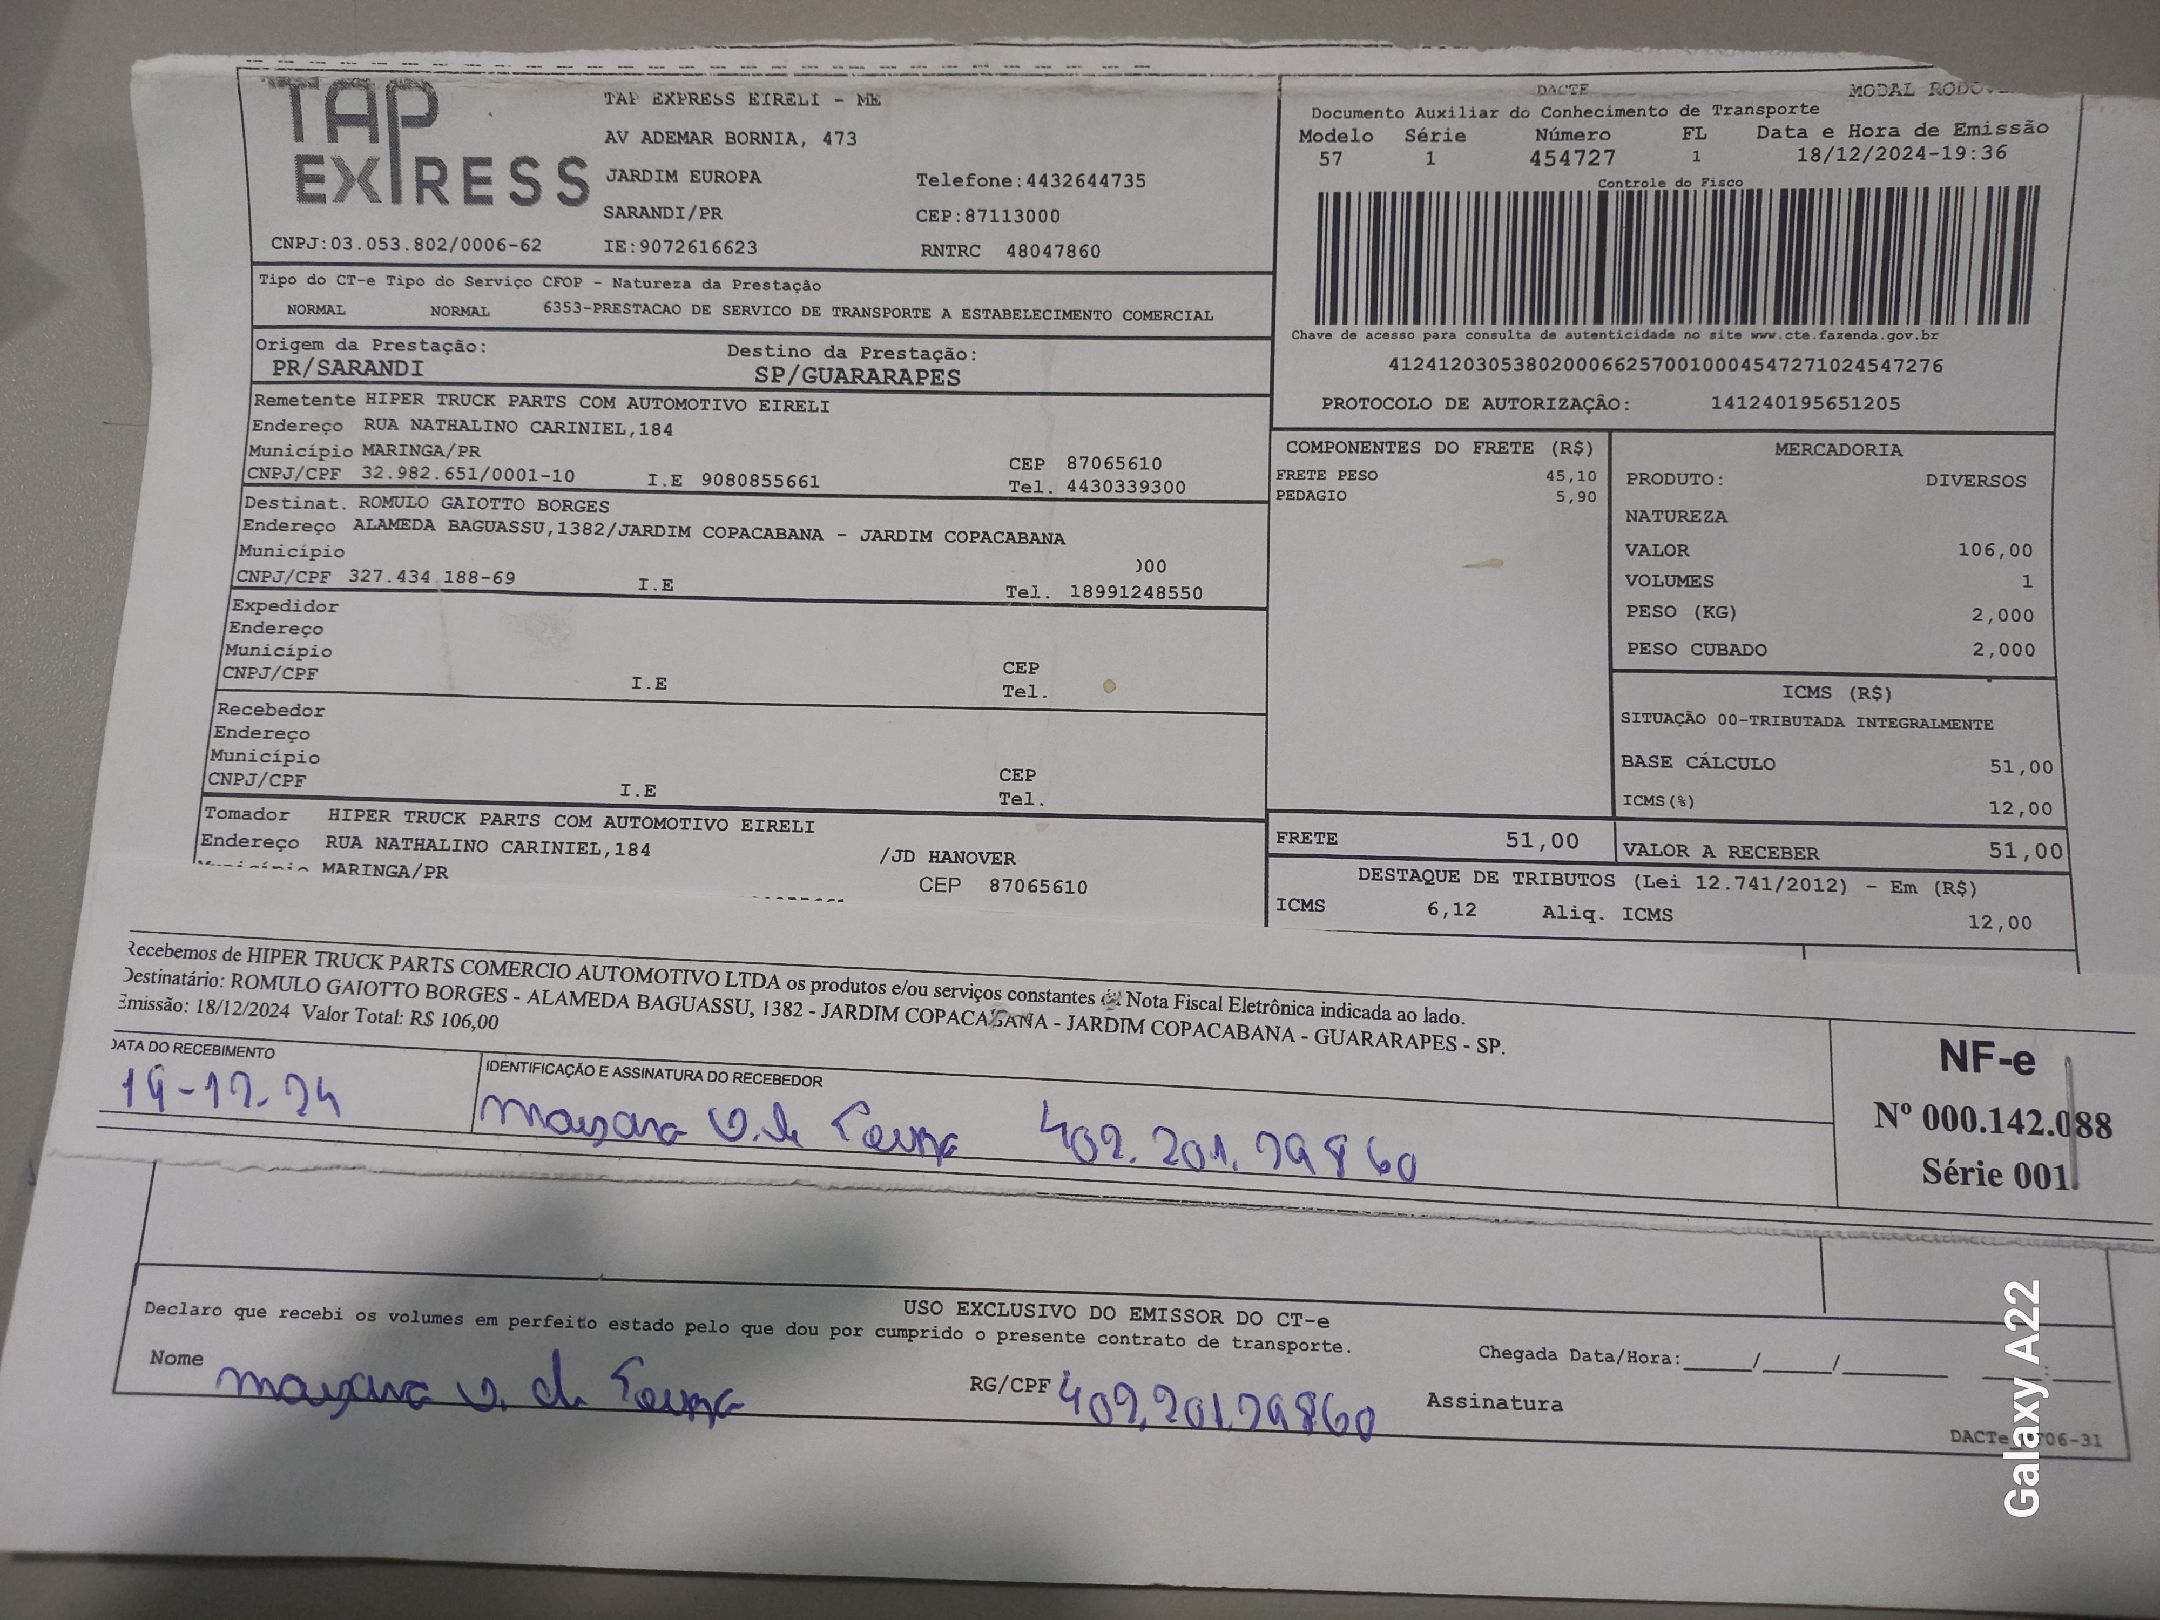 TAP EXPRESS
TAP EXPRESS EIRELI - ME
AV ADEMAR BORNIA, 473
JARDIM EUROPA Telefone:4432644735
SARANDI/PR CEP:87113000
CNPJ:03.053.802/0006-62 IE:9072616623 RNTRC 48047860
DACTE MODAL
Documento Auxiliar do Conhecimento de Transporte
Modelo Série Número FL Data e Hora de Emissão
57 1 454727 1 18/12/2024-19:36
Controle do Fisco
Chave de acesso para consulta de autenticidade no site www.cte.fazenda.gov.br
41241203053802000662570010004547271024547276
PROTOCOLO DE AUTORIZAÇÃO: 141240195651205
Tipo do CT-e Tipo do Serviço CFOP - Natureza da Prestação
NORMAL NORMAL 6353-PRESTACAO DE SERVICO DE TRANSPORTE A ESTABELECIMENTO COMERCIAL
Origem da Prestação: Destino da Prestação:
PR/SARANDI SP/GUARARAPES
Remetente HIPER TRUCK PARTS COM AUTOMOTIVO EIRELI
Endereço RUA NATHALINO CARINIEL,184
Município MARINGA/PR CEP 87065610
CNPJ/CPF 32.982.651/0001-10 I.E 9080855661 Tel. 4430339300
Destinat. ROMULO GAIOTTO BORGES
Endereço ALAMEDA BAGUASSU,1382/JARDIM COPACABANA - JARDIM COPACABANA
Município
CNPJ/CPF 327.434.188-69 I.E Tel. 18991248550
Expedidor
Endereço
Município CEP
CNPJ/CPF I.E Tel.
Recebedor
Endereço
Município CEP
CNPJ/CPF I.E Tel.
Tomador HIPER TRUCK PARTS COM AUTOMOTIVO EIRELI
Endereço RUA NATHALINO CARINIEL,184 /JD HANOVER
MARINGA/PR CEP 87065610
COMPONENTES DO FRETE (R$)
FRETE PESO 45,10
PEDAGIO 5,90
MERCADORIA
PRODUTO: DIVERSOS
NATUREZA
VALOR 106,00
VOLUMES 1
PESO (KG) 2,000
PESO CUBADO 2,000
ICMS (R$)
SITUAÇÃO 00-TRIBUTADA INTEGRALMENTE
BASE CÁLCULO 51,00
ICMS(%) 12,00
FRETE 51,00 VALOR A RECEBER 51,00
DESTAQUE DE TRIBUTOS (Lei 12.741/2012) - Em (R$)
ICMS 6,12 Aliq. ICMS 12,00
Recebemos de HIPER TRUCK PARTS COMERCIO AUTOMOTIVO LTDA os produtos e/ou serviços constantes Nota Fiscal Eletrônica indicada ao lado.
Destinatário: ROMULO GAIOTTO BORGES - ALAMEDA BAGUASSU, 1382 - JARDIM COPACABANA - JARDIM COPACABANA - GUARARAPES - SP.
Emissão: 18/12/2024 Valor Total: R$ 106,00
DATA DO RECEBIMENTO IDENTIFICAÇÃO E ASSINATURA DO RECEBEDOR
19-12-24 Maysara V. de Souza 402.201.298 60
NF-e
Nº 000.142.088
Série 001
USO EXCLUSIVO DO EMISSOR DO CT-e
Declaro que recebi os volumes em perfeito estado pelo que dou por cumprido o presente contrato de transporte.
Nome Maysara V. de Souza RG/CPF 402.201.298.60 Assinatura
Chegada Data/Hora:_____/_____/________ ___:____
DACTe 06-31
Galaxy A22